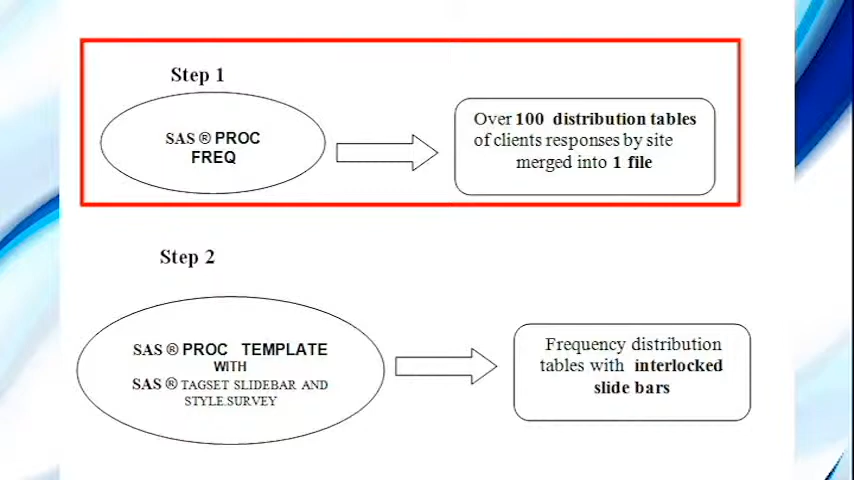 Step 1
SAS ® PROC
FREQ
Over 100 distribution tables
of clients responses by site
merged into 1 file
Step 2
SAS ® PROC TEMPLATE
WITH
SAS ® TAGSET SLIDEBAR AND
STYLE.SURVEY
Frequency distribution
tables with interlocked
slide bars